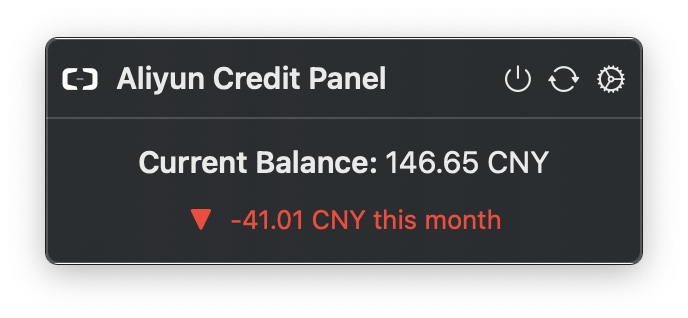 Aliyun Credit Panel
Current Balance: 146.65 CNY
▼ -41.01 CNY this month